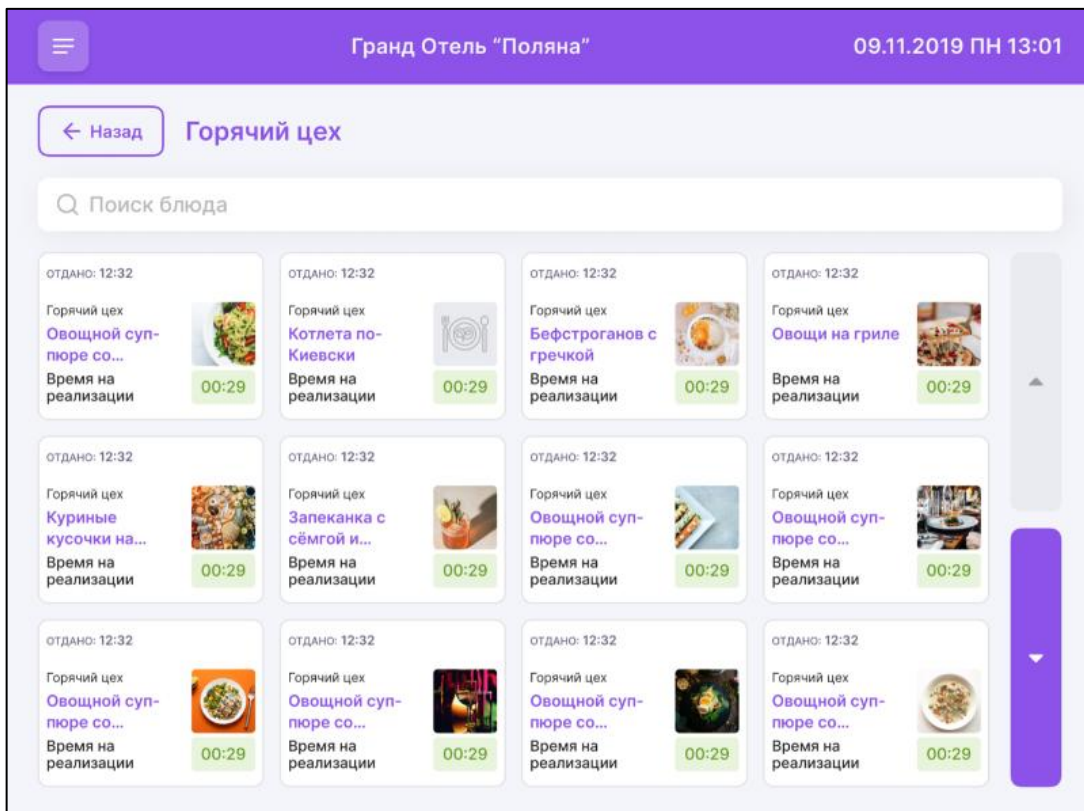 Гранд Отель “Поляна”
09.11.2019 ПН 13:01
← Назад
Горячий цех
Поиск блюда
отдано: 12:32
Горячий цех
Овощной суп-
пюре со...
Время на
реализации
00:29
отдано: 12:32
Горячий цех
Котлета по-
Киевски
Время на
реализации
00:29
отдано: 12:32
Горячий цех
Бефстроганов с
гречкой
Время на
реализации
00:29
отдано: 12:32
Горячий цех
Овощи на гриле
Время на
реализации
00:29
отдано: 12:32
Горячий цех
Куриные
кусочки на...
Время на
реализации
00:29
отдано: 12:32
Горячий цех
Запеканка с
сёмгой и...
Время на
реализации
00:29
отдано: 12:32
Горячий цех
Овощной суп-
пюре со...
Время на
реализации
00:29
отдано: 12:32
Горячий цех
Овощной суп-
пюре со...
Время на
реализации
00:29
отдано: 12:32
Горячий цех
Овощной суп-
пюре со...
Время на
реализации
00:29
отдано: 12:32
Горячий цех
Овощной суп-
пюре со...
Время на
реализации
00:29
отдано: 12:32
Горячий цех
Овощной суп-
пюре со...
Время на
реализации
00:29
отдано: 12:32
Горячий цех
Овощной суп-
пюре со...
Время на
реализации
00:29